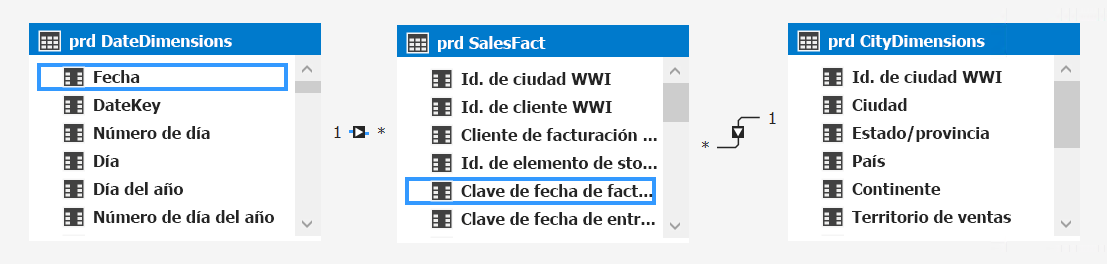 prd DateDimensions
Fecha
DateKey
Número de día
Día
Día del año
Número de día del año
1 *
prd SalesFact
Id. de ciudad WWI
Id. de cliente WWI
Cliente de facturación ...
Id. de elemento de sto...
Clave de fecha de fact...
Clave de fecha de entr...
* 1
prd CityDimensions
Id. de ciudad WWI
Ciudad
Estado/provincia
País
Continente
Territorio de ventas